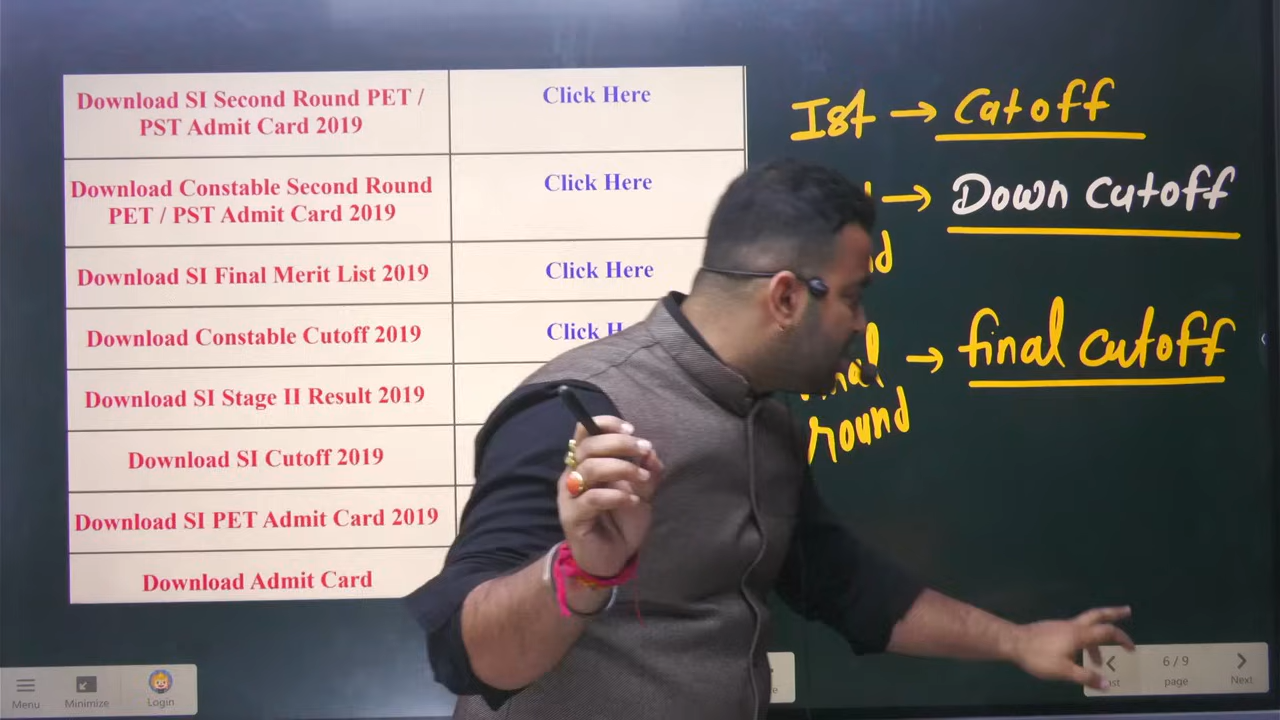 Download SI Second Round PET /
PST Admit Card 2019
Click Here
Download Constable Second Round
PET / PST Admit Card 2019
Click Here
Download SI Final Merit List 2019
Click Here
Download Constable Cutoff 2019
Click
Download SI Stage II Result 2019
Download SI Cutoff 2019
Download SI PET Admit Card 2019
Download Admit Card
Ist → Cutoff
→ Down cutoff
→ final cutoff
round
Menu
Minimize
Login
6 / 9
page
Next